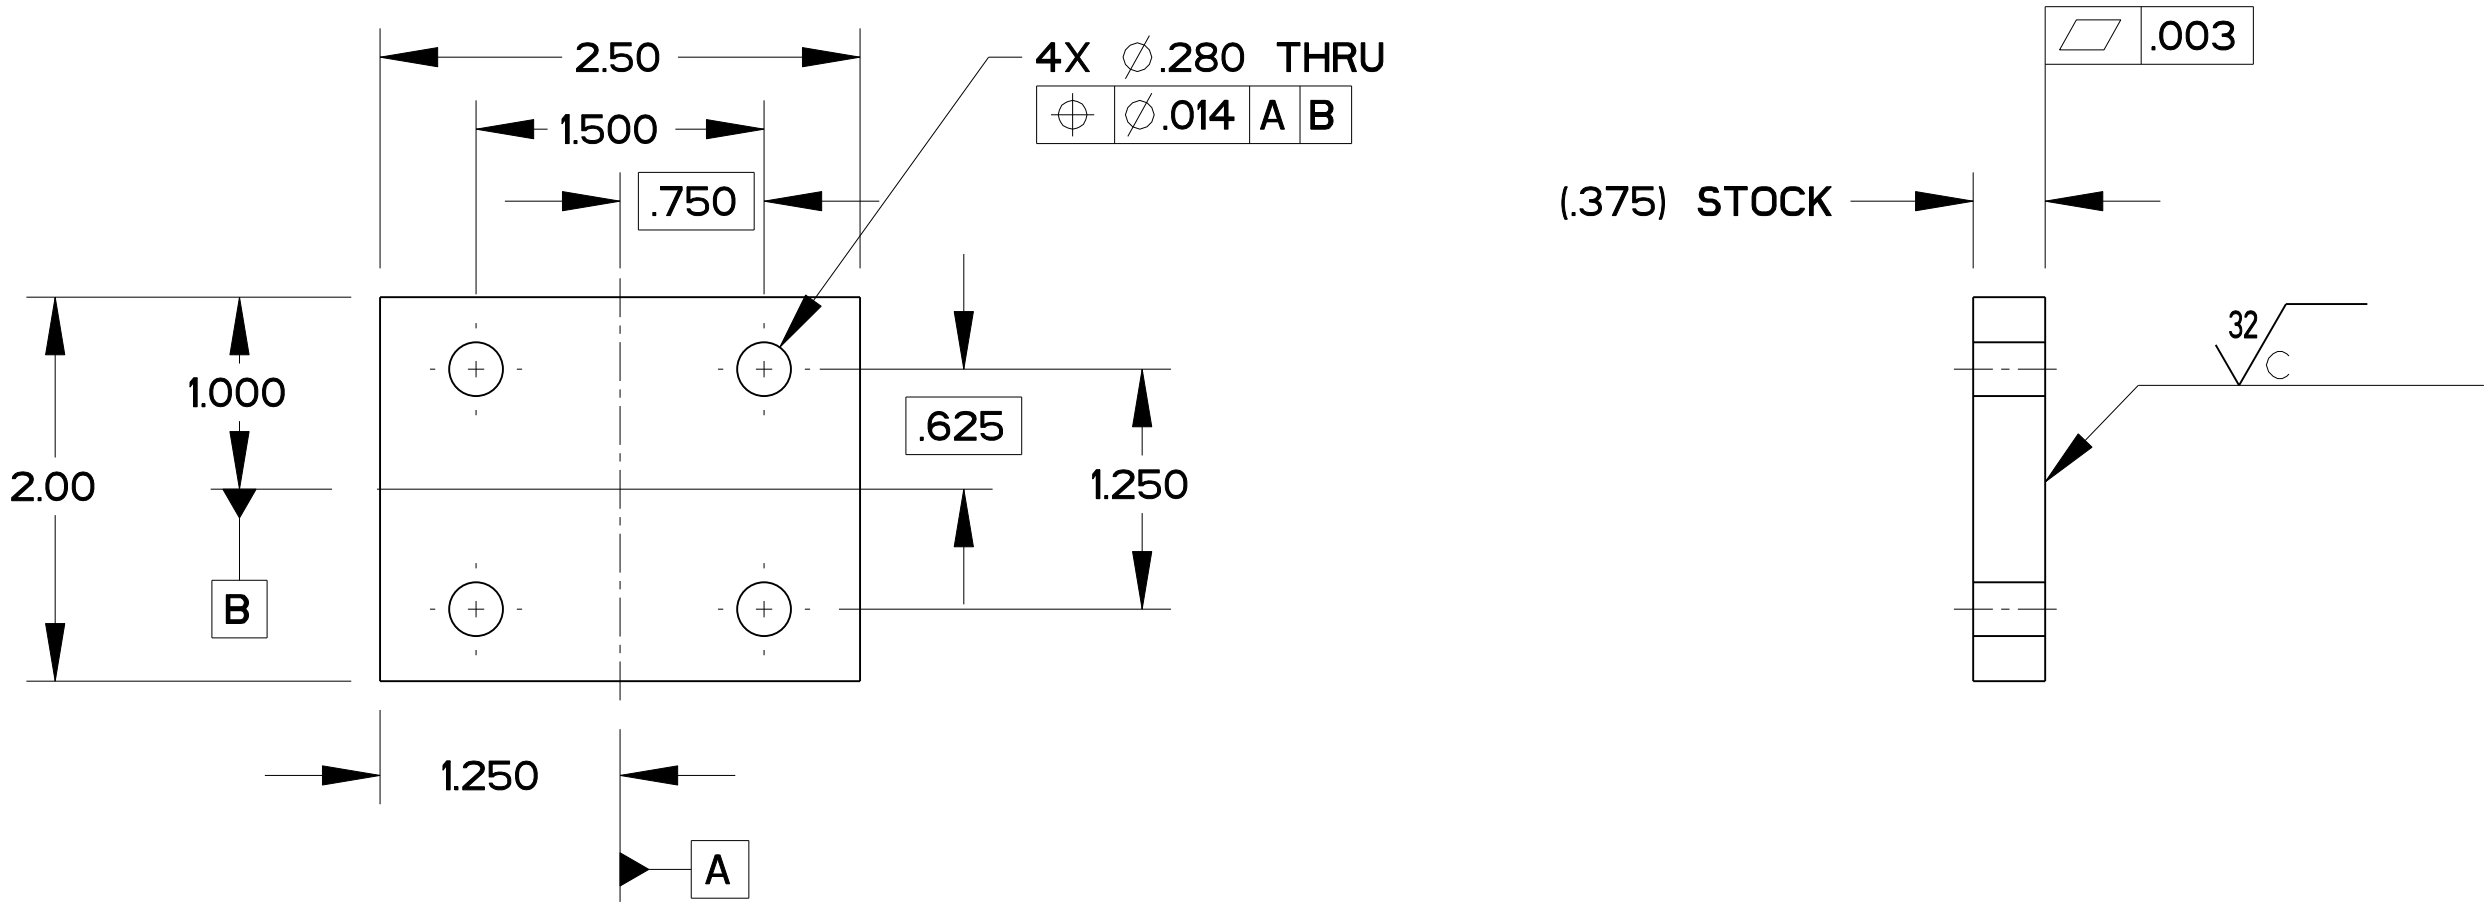 2.50
4X ⌀.280 THRU
⌖ ⌀.014 A B
1.500
.750
▱ .003
(.375) STOCK
32
C
1.000
.625
2.00
1.250
B
1.250
A